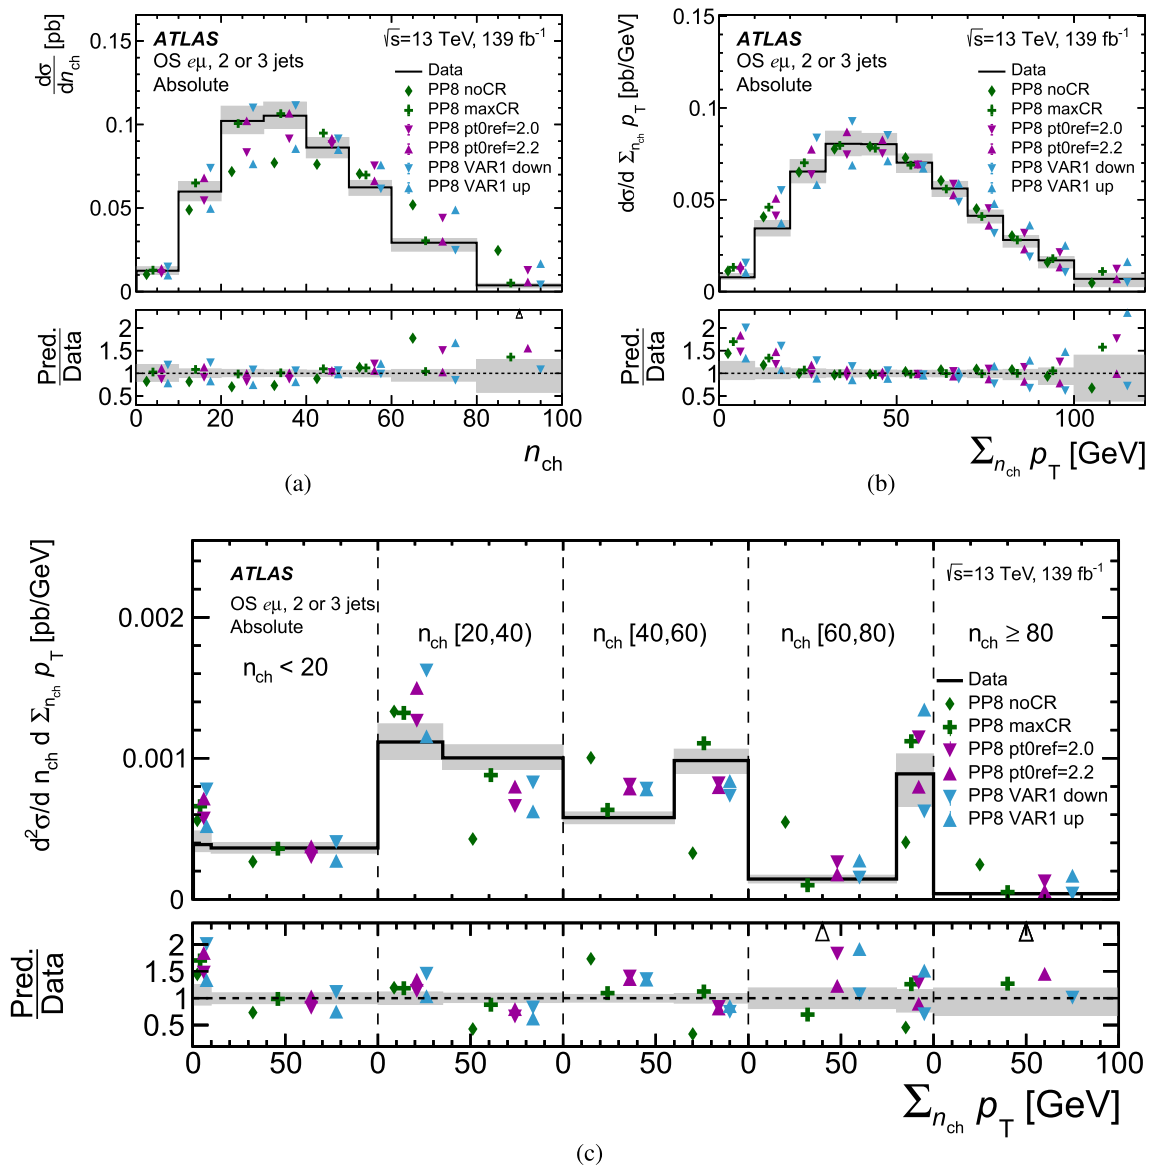 dσ/dn_ch [pb]
0.15
0.1
0.05
0
ATLAS
√s=13 TeV, 139 fb⁻¹
OS eμ, 2 or 3 jets
Absolute
Data
PP8 noCR
PP8 maxCR
PP8 pt0ref=2.0
PP8 pt0ref=2.2
PP8 VAR1 down
PP8 VAR1 up
Pred.
Data
2
1.5
1
0.5
0 20 40 60 80 100
n_ch
(a)
dσ/d Σ_n_ch p_T [pb/GeV]
0.15
0.1
0.05
0
ATLAS
√s=13 TeV, 139 fb⁻¹
OS eμ, 2 or 3 jets
Absolute
Data
PP8 noCR
PP8 maxCR
PP8 pt0ref=2.0
PP8 pt0ref=2.2
PP8 VAR1 down
PP8 VAR1 up
Pred.
Data
2
1.5
1
0.5
0 50 100
Σ_n_ch p_T [GeV]
(b)
d²σ/d n_ch d Σ_n_ch p_T [pb/GeV]
0.002
0.001
0
ATLAS
√s=13 TeV, 139 fb⁻¹
OS eμ, 2 or 3 jets
Absolute
n_ch < 20
n_ch [20,40)
n_ch [40,60)
n_ch [60,80)
n_ch ≥ 80
Data
PP8 noCR
PP8 maxCR
PP8 pt0ref=2.0
PP8 pt0ref=2.2
PP8 VAR1 down
PP8 VAR1 up
Pred.
Data
2
1.5
1
0.5
0 50 0 50 0 50 0 50 0 50 100
Σ_n_ch p_T [GeV]
(c)